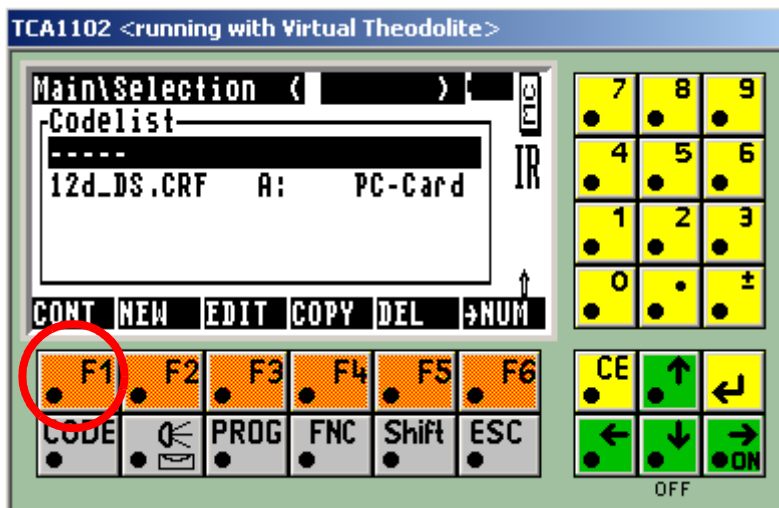 TCA1102 <running with Virtual Theodolite>
Main\Selection ( ) MC
Codelist
-----
IR
12d_DS.CRF A: PC-Card
CONT NEW EDIT COPY DEL →NUM
F1 F2 F3 F4 F5 F6
CODE PROG FNC Shift ESC
7 8 9
4 5 6
1 2 3
0 . ±
CE ↑ ↵
← ↓ → ON
OFF